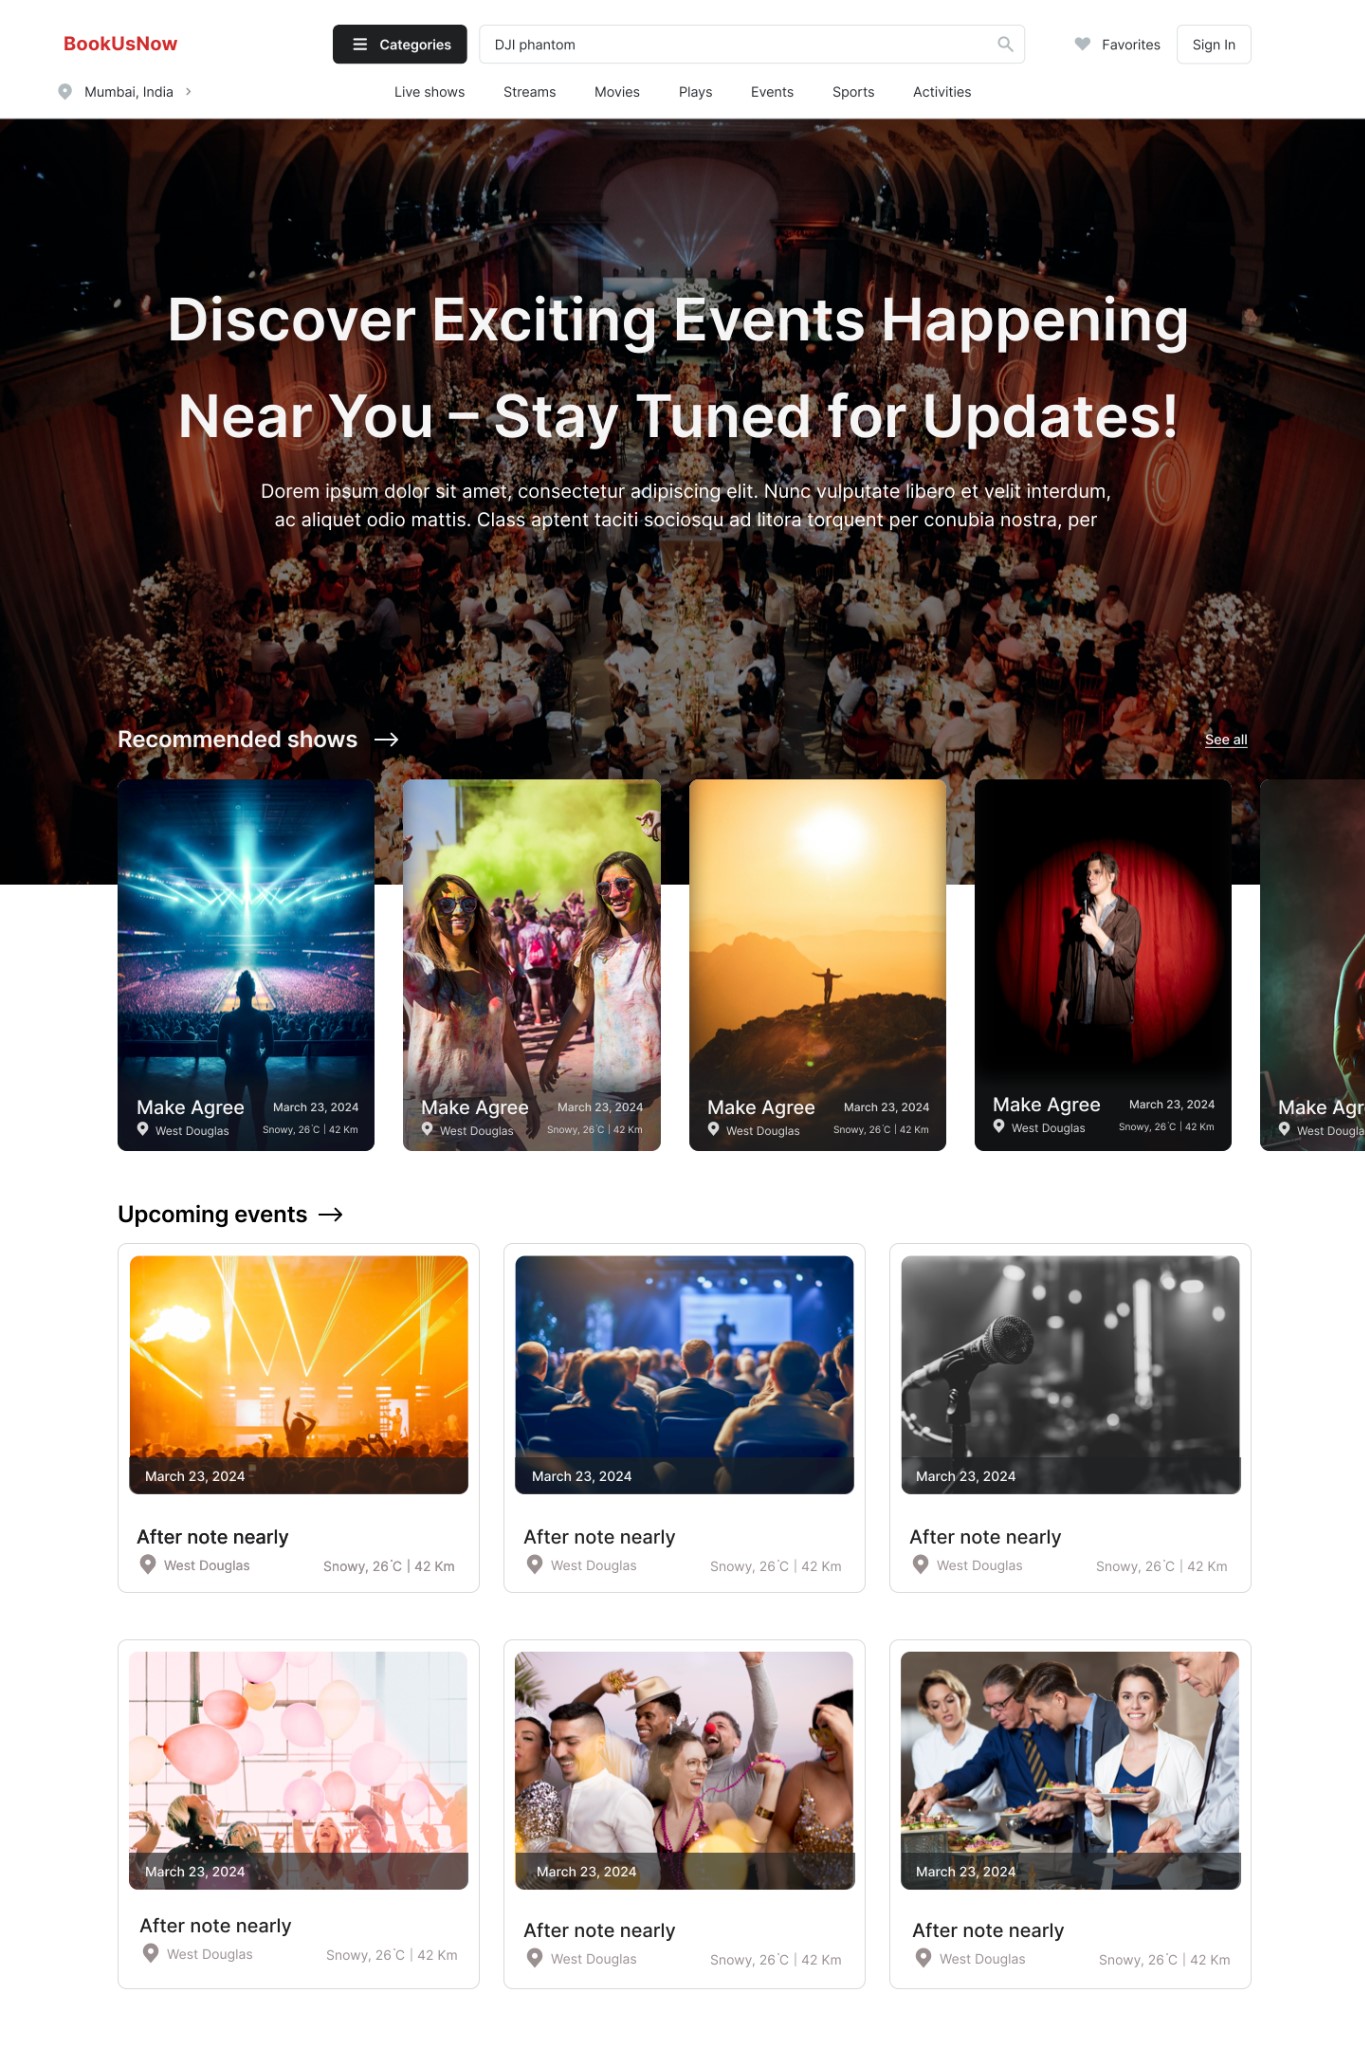 BookUsNow
Categories
DJI phantom
Favorites
Sign In
Mumbai, India
Live shows
Streams
Movies
Plays
Events
Sports
Activities
Discover Exciting Events Happening
Near You – Stay Tuned for Updates!
Dorem ipsum dolor sit amet, consectetur adipiscing elit. Nunc vulputate libero et velit interdum,
ac aliquet odio mattis. Class aptent taciti sociosqu ad litora torquent per conubia nostra, per
Recommended shows
See all
Make Agree
March 23, 2024
West Douglas
Snowy, 26°C | 42 Km
Make Agree
March 23, 2024
West Douglas
Snowy, 26°C | 42 Km
Make Agree
March 23, 2024
West Douglas
Snowy, 26°C | 42 Km
Make Agree
March 23, 2024
West Douglas
Snowy, 26°C | 42 Km
Make Agr
West Dougla
Upcoming events
March 23, 2024
After note nearly
West Douglas
Snowy, 26°C | 42 Km
March 23, 2024
After note nearly
West Douglas
Snowy, 26°C | 42 Km
March 23, 2024
After note nearly
West Douglas
Snowy, 26°C | 42 Km
March 23, 2024
After note nearly
West Douglas
Snowy, 26°C | 42 Km
March 23, 2024
After note nearly
West Douglas
Snowy, 26°C | 42 Km
March 23, 2024
After note nearly
West Douglas
Snowy, 26°C | 42 Km